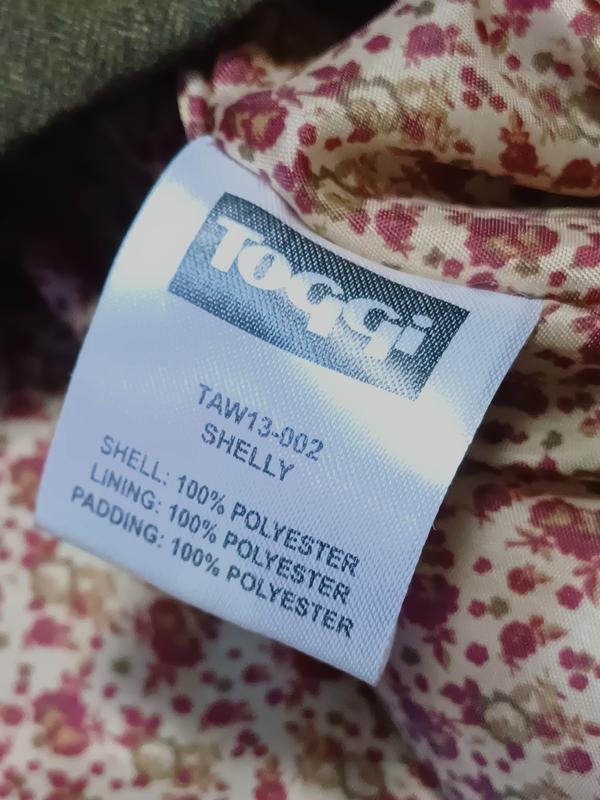 Toggi
TAW13-002
SHELLY
SHELL: 100% POLYESTER
LINING: 100% POLYESTER
PADDING: 100% POLYESTER